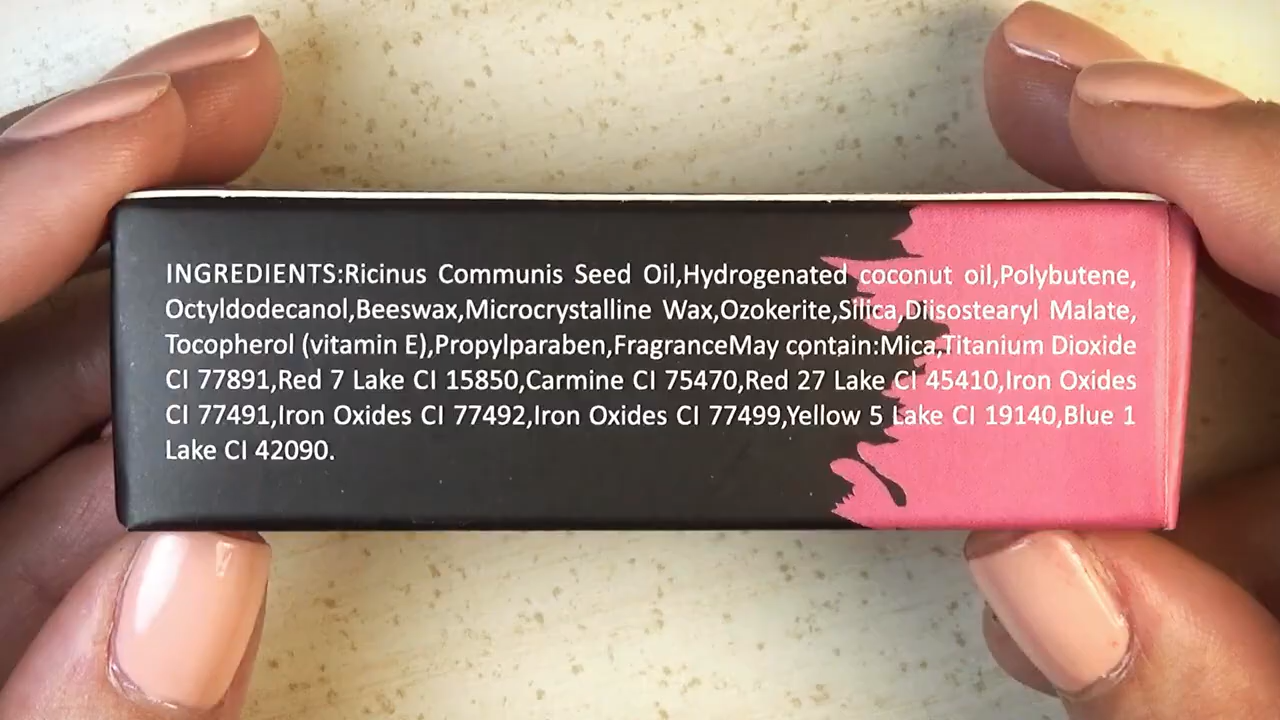 INGREDIENTS:Ricinus Communis Seed Oil,Hydrogenated coconut oil,Polybutene,
Octyldodecanol,Beeswax,Microcrystalline Wax,Ozokerite,Silica,Diisostearyl Malate,
Tocopherol (vitamin E),Propylparaben,FragranceMay contain:Mica,Titanium Dioxide
CI 77891,Red 7 Lake CI 15850,Carmine CI 75470,Red 27 Lake CI 45410,Iron Oxides
CI 77491,Iron Oxides CI 77492,Iron Oxides CI 77499,Yellow 5 Lake CI 19140,Blue 1
Lake CI 42090.